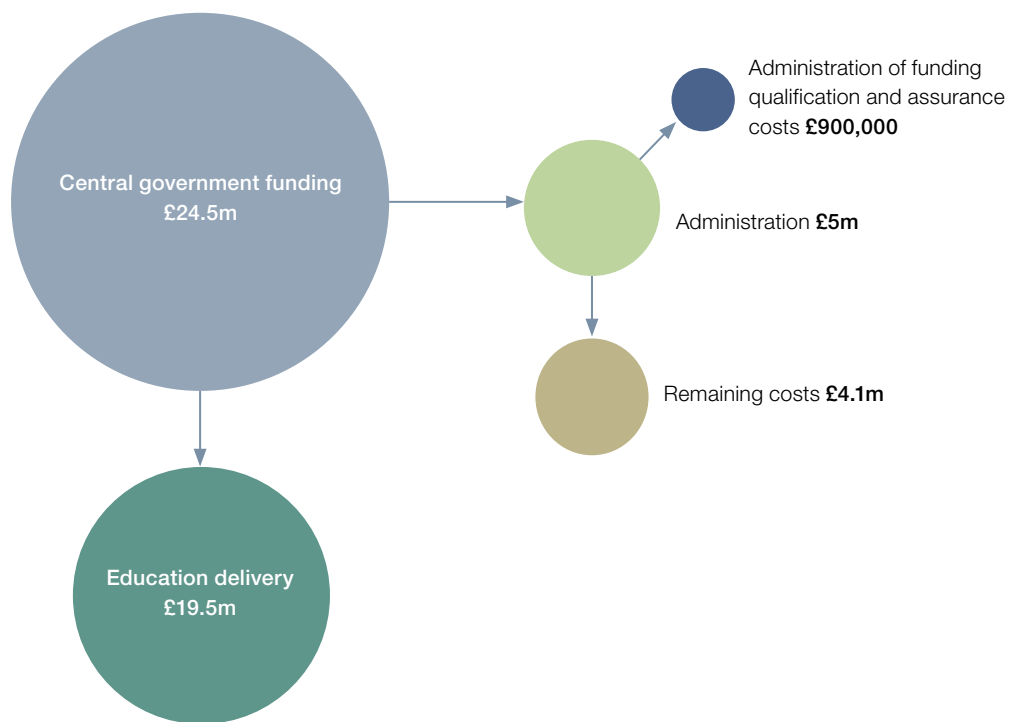 Central government funding
£24.5m
Administration of funding
qualification and assurance
costs £900,000
Administration £5m
Remaining costs £4.1m
Education delivery
£19.5m